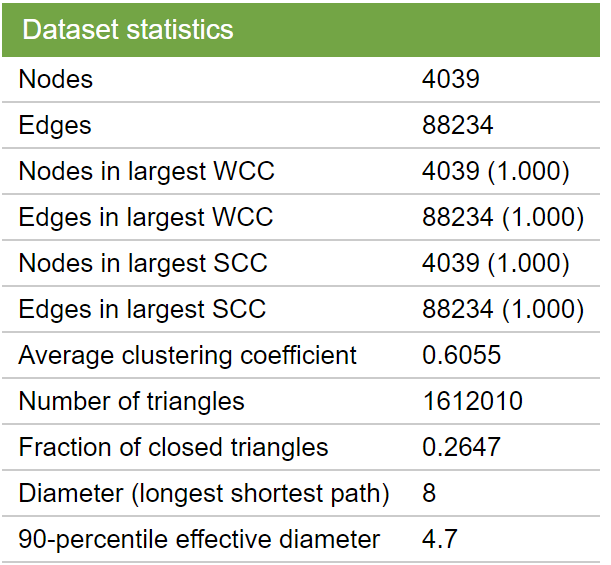 Dataset statistics
Nodes 4039
Edges 88234
Nodes in largest WCC 4039 (1.000)
Edges in largest WCC 88234 (1.000)
Nodes in largest SCC 4039 (1.000)
Edges in largest SCC 88234 (1.000)
Average clustering coefficient 0.6055
Number of triangles 1612010
Fraction of closed triangles 0.2647
Diameter (longest shortest path) 8
90-percentile effective diameter 4.7